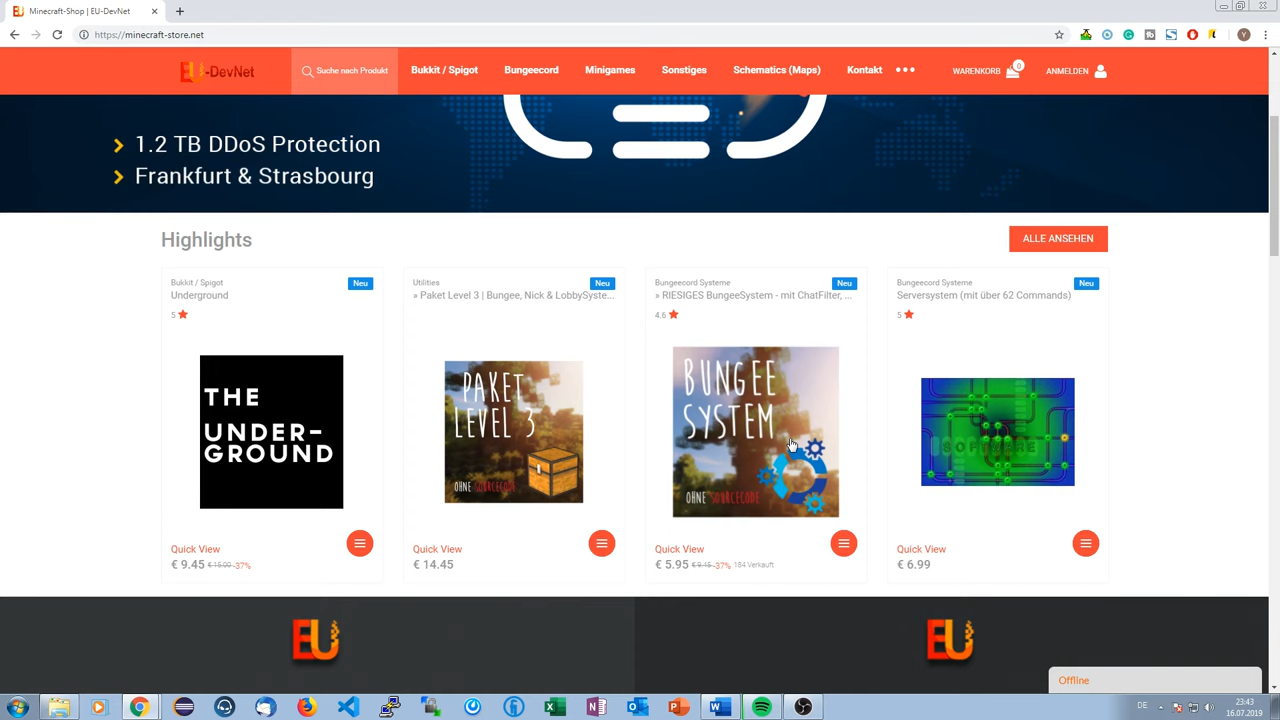 Minecraft-Shop | EU-DevNet
https://minecraft-store.net
EU-DevNet
Suche nach Produkt
Bukkit / Spigot
Bungeecord
Minigames
Sonstiges
Schematics (Maps)
Kontakt
WARENKORB
0
ANMELDEN
1.2 TB DDoS Protection
Frankfurt & Strasbourg
Highlights
ALLE ANSEHEN
Bukkit / Spigot
Neu
Underground
5
THE
UNDER-
GROUND
Quick View
€ 9.45 € 15.00 -37%
Utilities
Neu
» Paket Level 3 | Bungee, Nick & LobbySyste...
PAKET
LEVEL 3
OHNE SOURCECODE
Quick View
€ 14.45
Bungeecord Systeme
Neu
» RIESIGES BungeeSystem - mit ChatFilter, ...
4.6
BUNGEE
SYSTEM
OHNE SOURCECODE
Quick View
€ 5.95 € 9.45 -37% 184 Verkauft
Bungeecord Systeme
Neu
Serversystem (mit über 62 Commands)
5
SOFTWARE
Quick View
€ 6.99
EU
EU
Offline
DE
23:43
16.07.2019